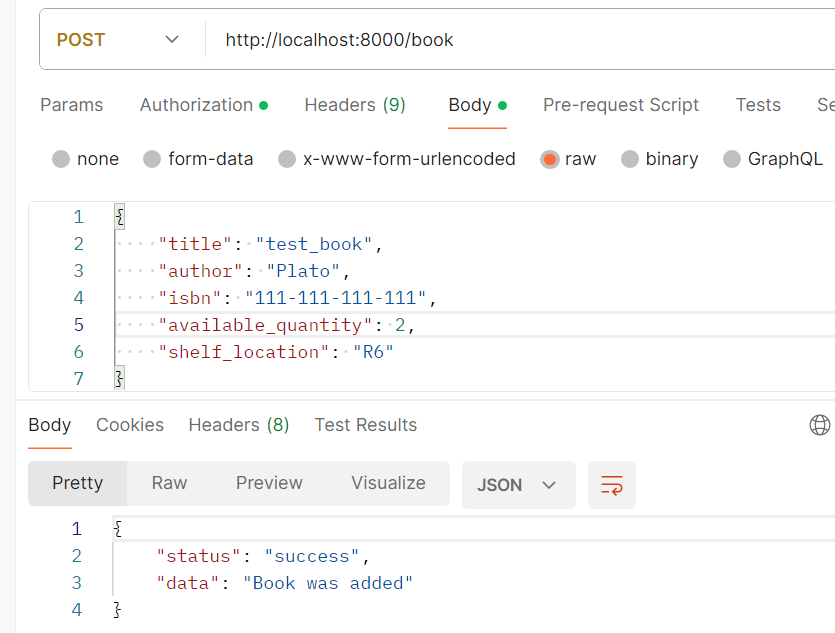 POST http://localhost:8000/book
Params Authorization Headers (9) Body Pre-request Script Tests Se
none form-data x-www-form-urlencoded raw binary GraphQL
1 {
2 "title": "test_book",
3 "author": "Plato",
4 "isbn": "111-111-111-111",
5 "available_quantity": 2,
6 "shelf_location": "R6"
7 }
Body Cookies Headers (8) Test Results
Pretty Raw Preview Visualize JSON
1 {
2 "status": "success",
3 "data": "Book was added"
4 }